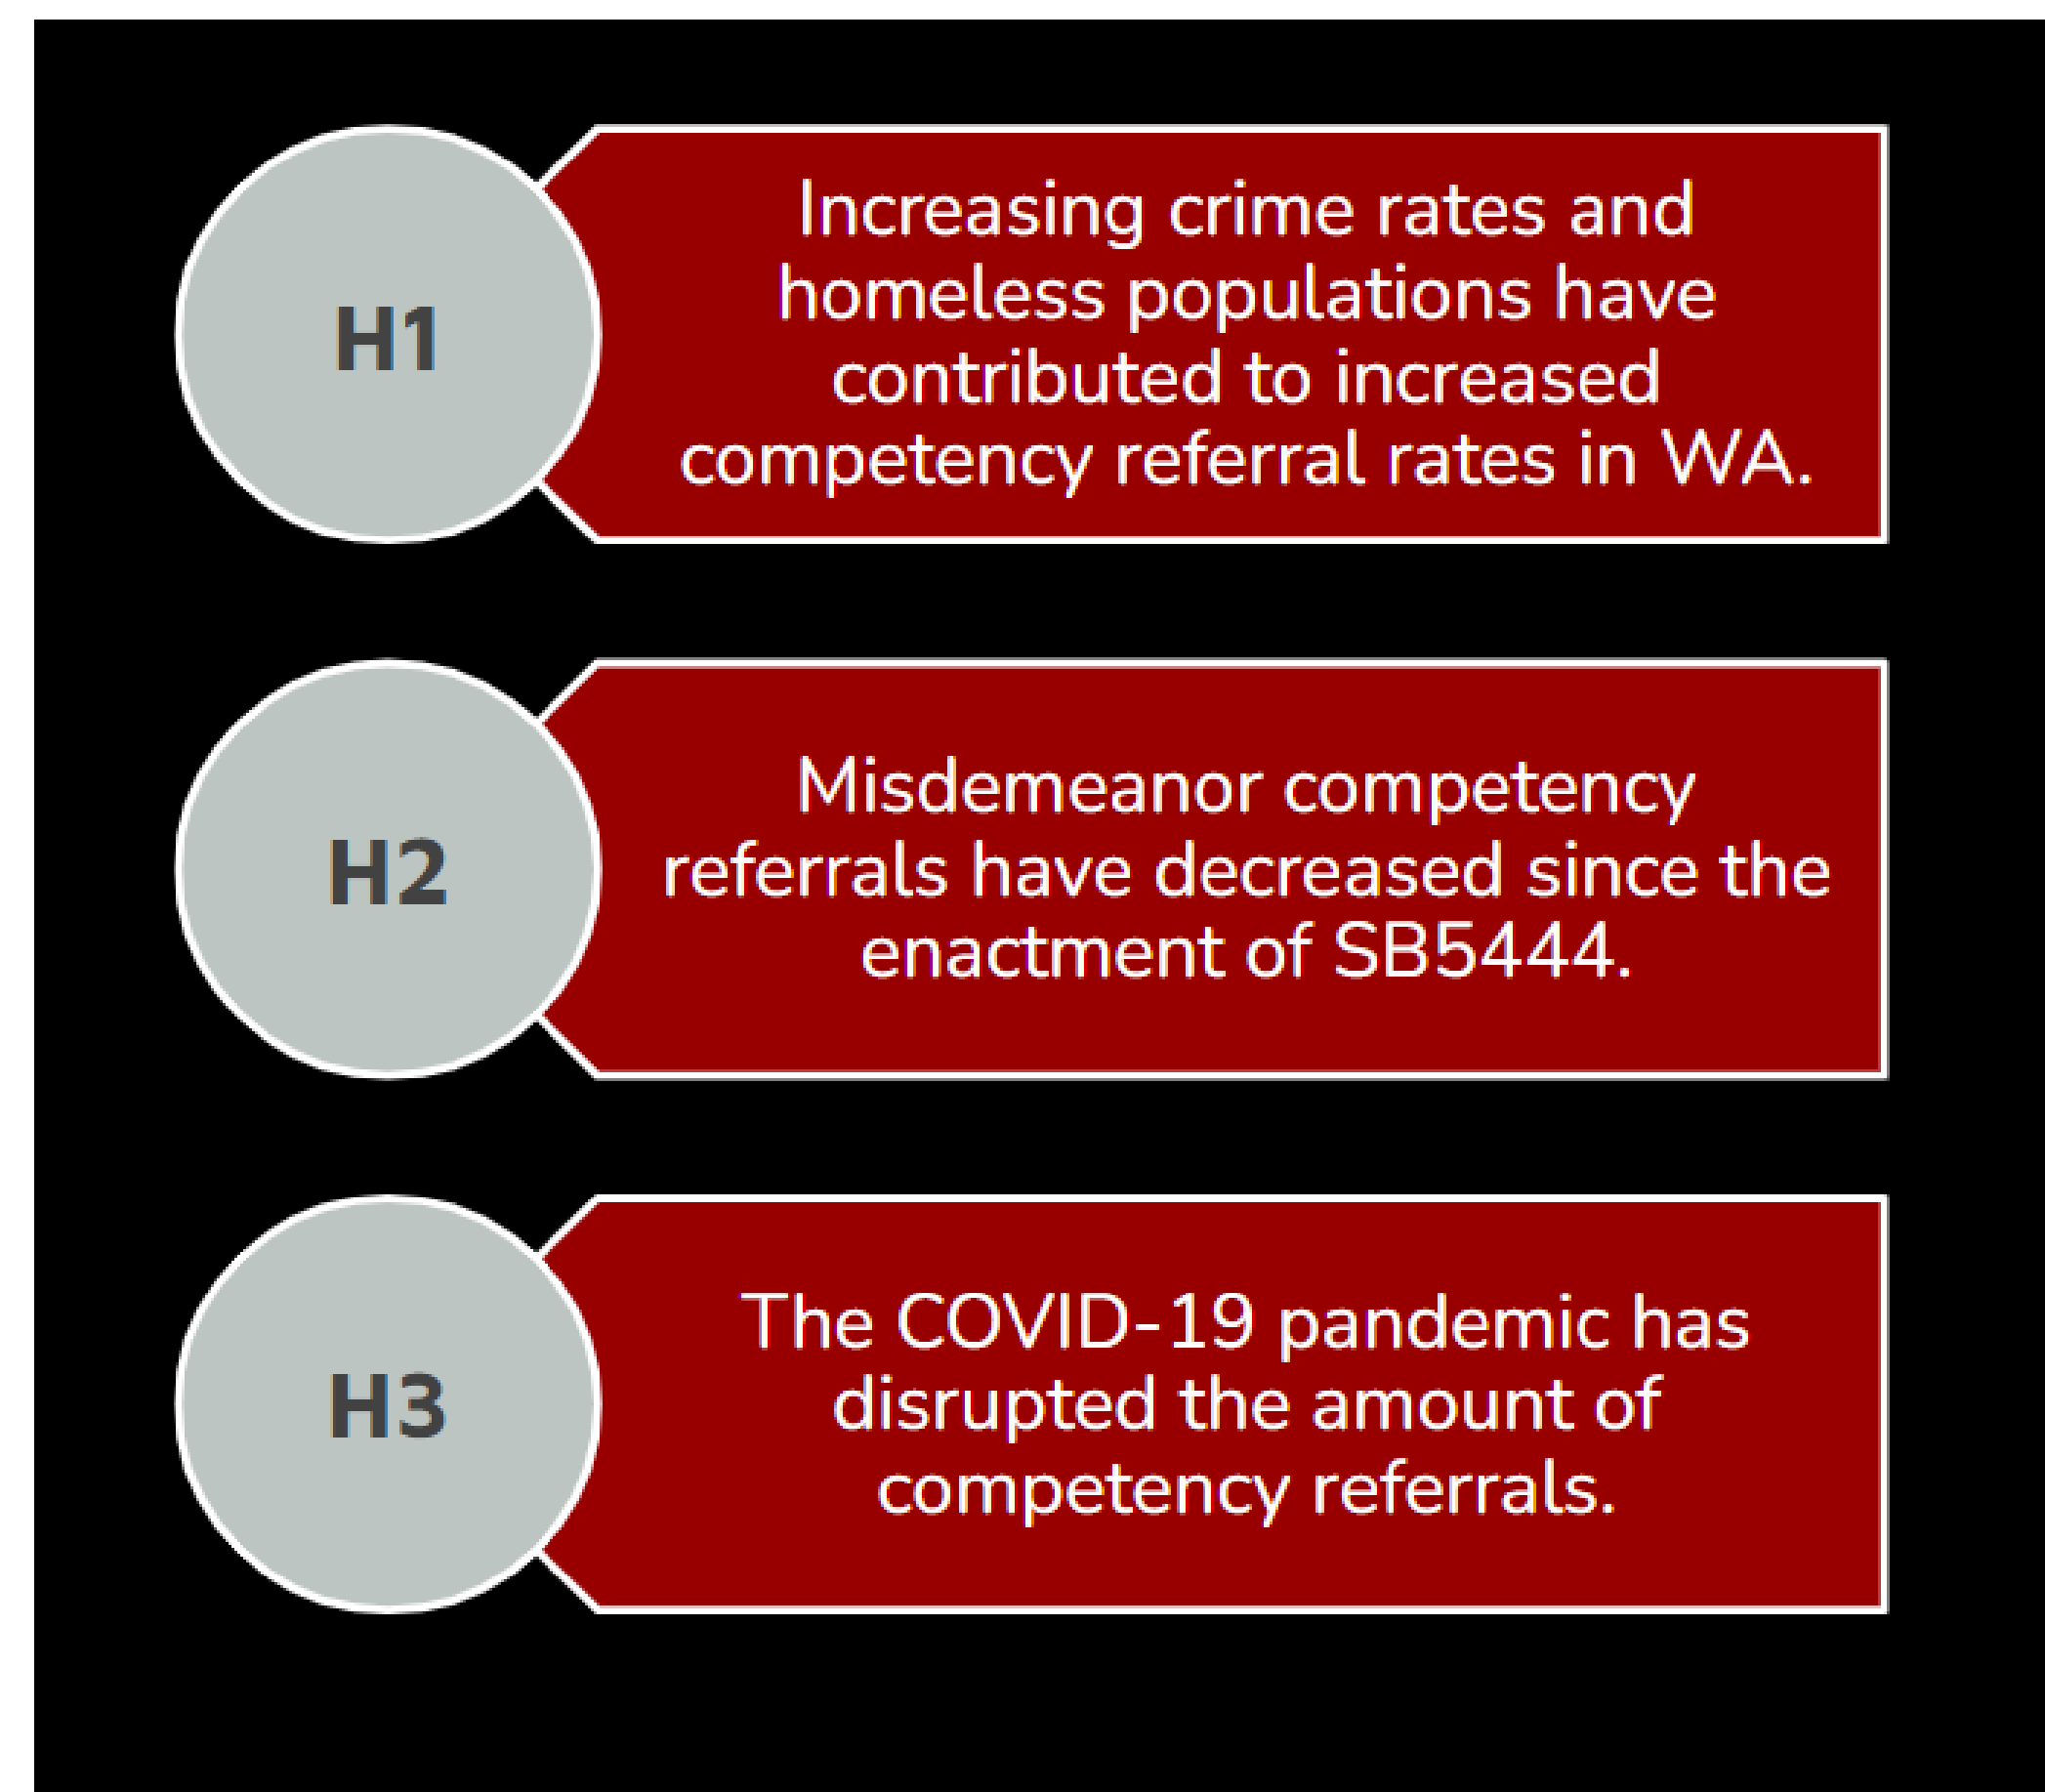 H1
Increasing crime rates and
homeless populations have
contributed to increased
competency referral rates in WA.
H2
Misdemeanor competency
referrals have decreased since the
enactment of SB5444.
H3
The COVID-19 pandemic has
disrupted the amount of
competency referrals.